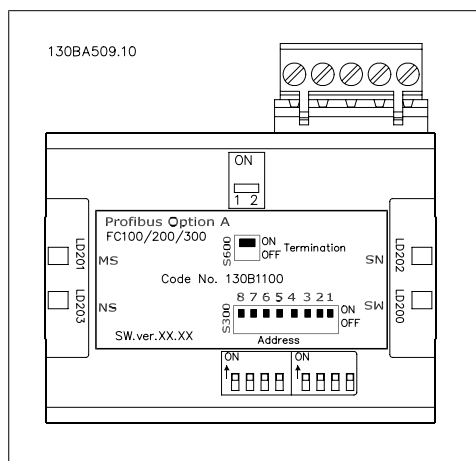 130BA509.10
ON
1 2
Profibus Option A
FC100/200/300
S600
ON
OFF
Termination
LD201
MS
LD203
NS
SN
LD202
SW
LD200
Code No. 130B1100
8 7 6 5 4 3 2 1
S300
ON
OFF
Address
SW.ver.XX.XX
ON
ON